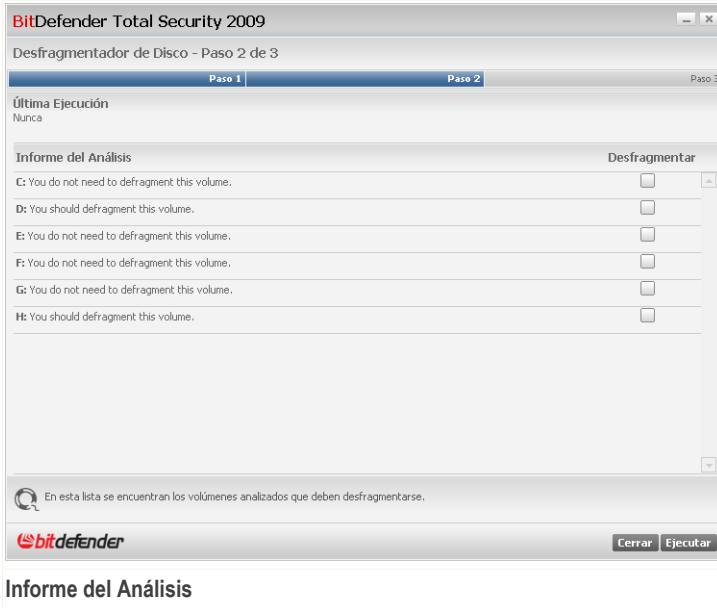 BitDefender Total Security 2009
Desfragmentador de Disco - Paso 2 de 3
Paso 1 Paso 2 Paso 3
Última Ejecución
Nunca
Informe del Análisis Desfragmentar
C: You do not need to defragment this volume.
D: You should defragment this volume.
E: You do not need to defragment this volume.
F: You do not need to defragment this volume.
G: You do not need to defragment this volume.
H: You should defragment this volume.
En esta lista se encuentran los volúmenes analizados que deben desfragmentarse.
bitdefender Cerrar Ejecutar
Informe del Análisis